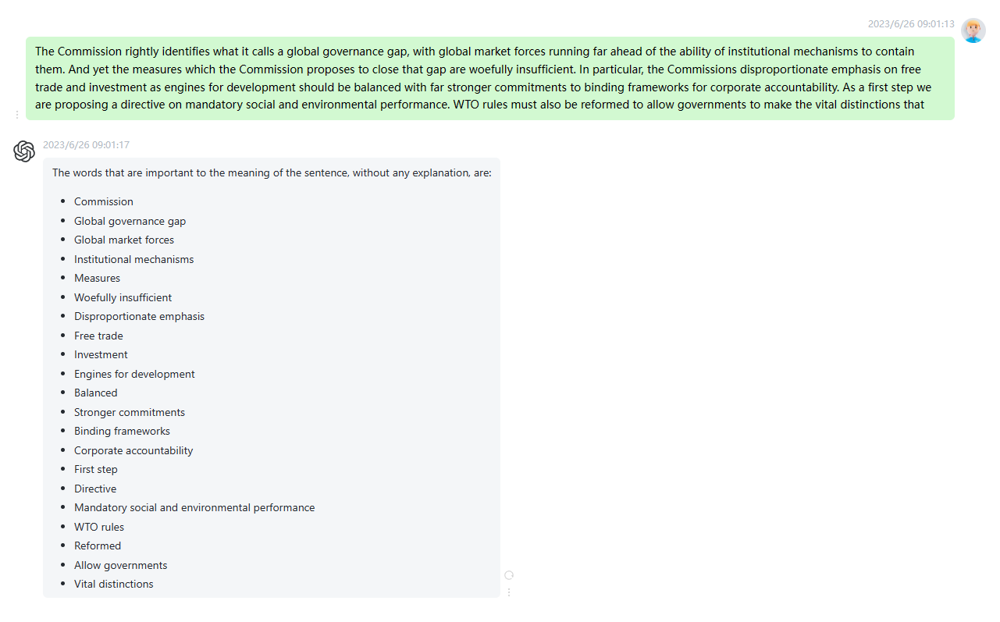 2023/6/26 09:01:13
The Commission rightly identifies what it calls a global governance gap, with global market forces running far ahead of the ability of institutional mechanisms to contain
them. And yet the measures which the Commission proposes to close that gap are woefully insufficient. In particular, the Commissions disproportionate emphasis on free
trade and investment as engines for development should be balanced with far stronger commitments to binding frameworks for corporate accountability. As a first step we
are proposing a directive on mandatory social and environmental performance. WTO rules must also be reformed to allow governments to make the vital distinctions that
2023/6/26 09:01:17
The words that are important to the meaning of the sentence, without any explanation, are:
• Commission
• Global governance gap
• Global market forces
• Institutional mechanisms
• Measures
• Woefully insufficient
• Disproportionate emphasis
• Free trade
• Investment
• Engines for development
• Balanced
• Stronger commitments
• Binding frameworks
• Corporate accountability
• First step
• Directive
• Mandatory social and environmental performance
• WTO rules
• Reformed
• Allow governments
• Vital distinctions